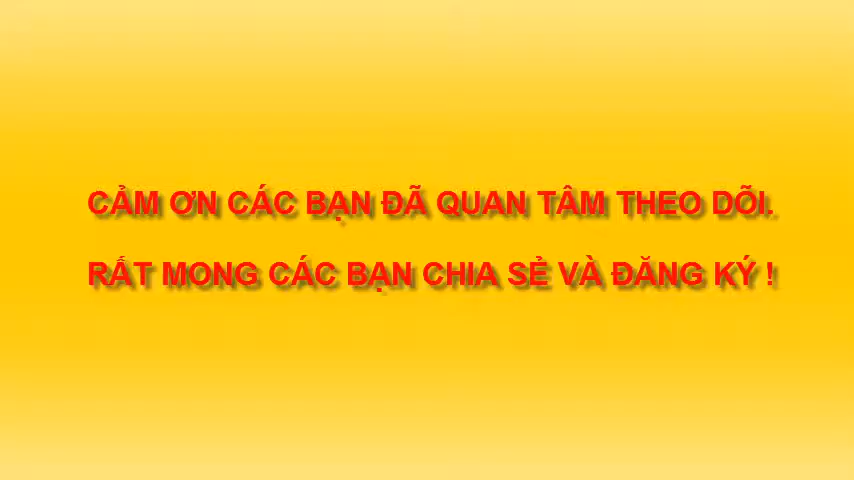 CẢM ƠN CÁC BẠN ĐÃ QUAN TÂM THEO DÕI.
RẤT MONG CÁC BẠN CHIA SẺ VÀ ĐĂNG KÝ !